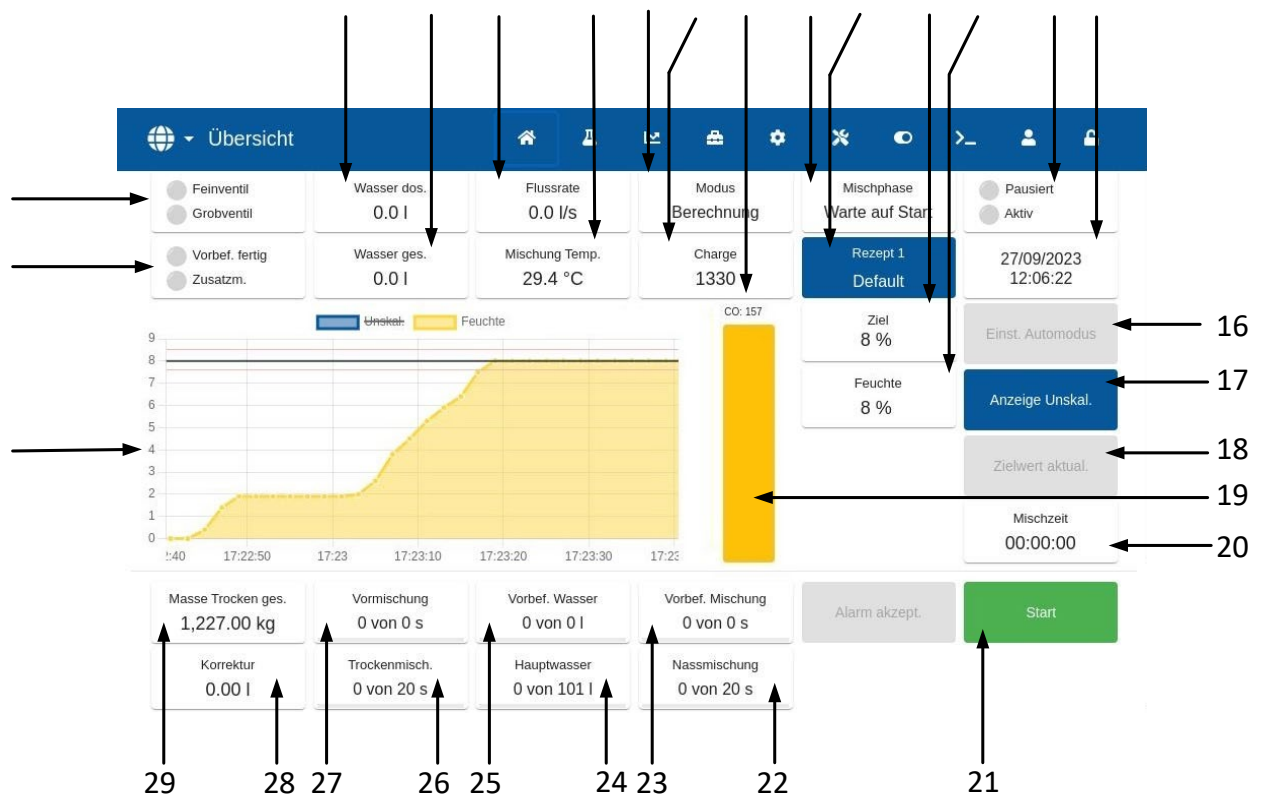 Übersicht
>_
Feinventil
Grobventil
Wasser dos.
0.0 l
Flussrate
0.0 l/s
Modus
Berechnung
Mischphase
Warte auf Start
Pausiert
Aktiv
Vorbef. fertig
Zusatzm.
Wasser ges.
0.0 l
Mischung Temp.
29.4 °C
Charge
1330
Rezept 1
Default
27/09/2023
12:06:22
Unskal.
Feuchte
CO: 157
Ziel
8 %
Feuchte
8 %
Einst. Automodus
16
Anzeige Unskal.
17
Zielwert aktual.
18
19
Mischzeit
00:00:00
20
9
8
7
6
5
4
3
2
1
0
:40 17:22:50 17:23 17:23:10 17:23:20 17:23:30 17:23
Masse Trocken ges.
1,227.00 kg
Vormischung
0 von 0 s
Vorbef. Wasser
0 von 0 l
Vorbef. Mischung
0 von 0 s
Alarm akzept.
Start
Korrektur
0.00 l
Trockenmisch.
0 von 20 s
Hauptwasser
0 von 101 l
Nassmischung
0 von 20 s
29 28 27 26 25 24 23 22 21